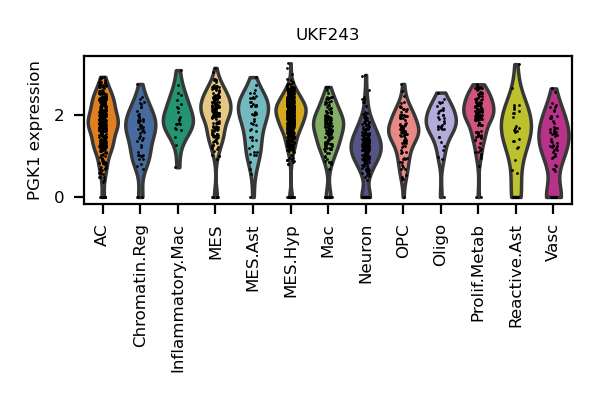 UKF243
PGK1 expression
2
0
AC
Chromatin.Reg
Inflammatory.Mac
MES
MES.Ast
MES.Hyp
Mac
Neuron
OPC
Oligo
Prolif.Metab
Reactive.Ast
Vasc